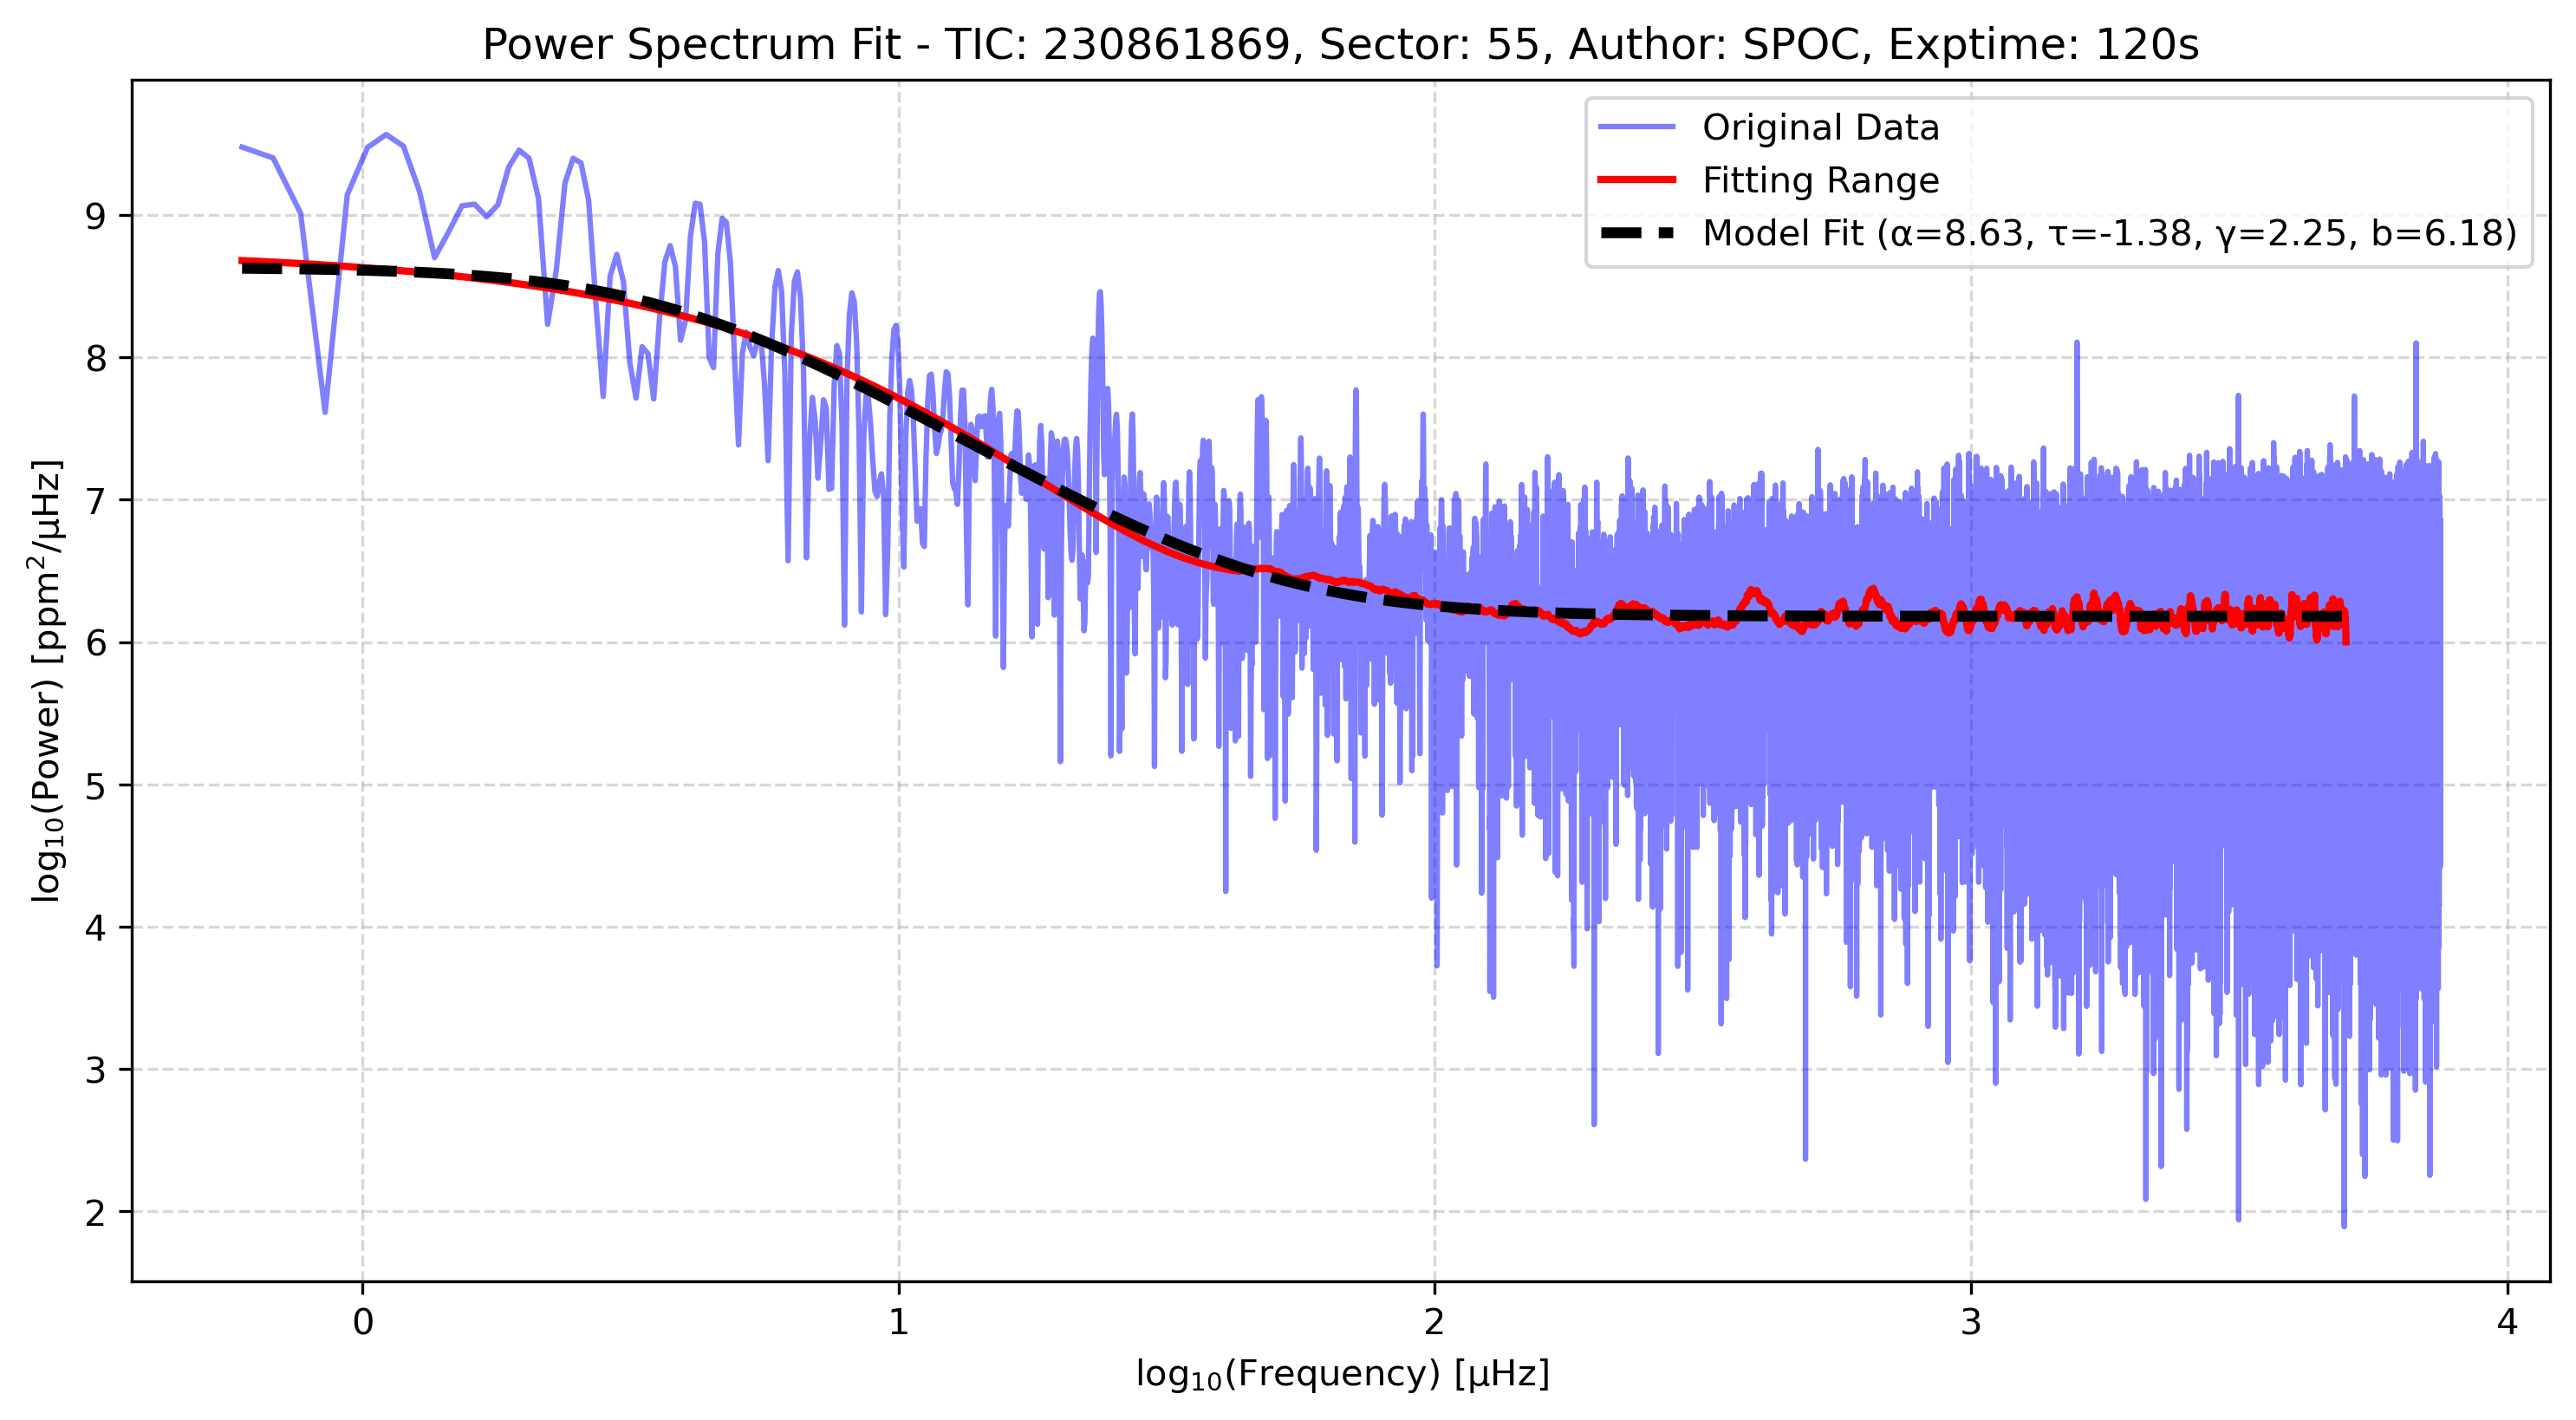 Power Spectrum Fit - TIC: 230861869, Sector: 55, Author: SPOC, Exptime: 120s
Original Data
Fitting Range
Model Fit (α=8.63, τ=-1.38, γ=2.25, b=6.18)
log₁₀(Power) [ppm²/μHz]
9
8
7
6
5
4
3
2
0
1
2
3
4
log₁₀(Frequency) [μHz]